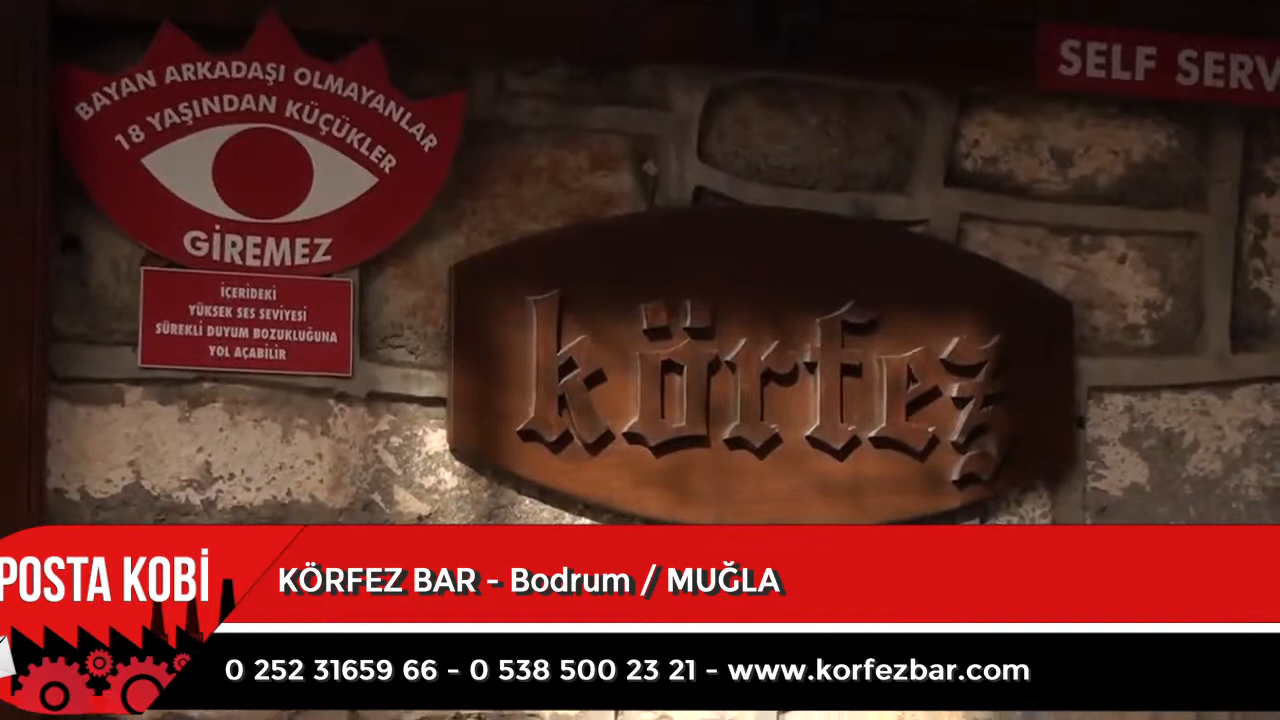 BAYAN ARKADAŞI OLMAYANLAR
18 YAŞINDAN KÜÇÜKLER
GİREMEZ
İÇERİDEKİ
YÜKSEK SES SEVİYESİ
SÜREKLİ DUYUM BOZUKLUĞUNA
YOL AÇABİLİR
SELF SERV
körfez
POSTA KOBİ
KÖRFEZ BAR - Bodrum / MUĞLA
0 252 31659 66 - 0 538 500 23 21 - www.korfezbar.com